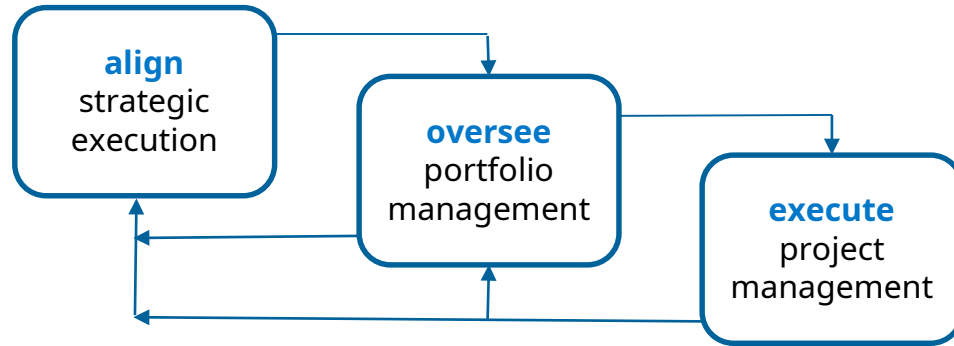 align
strategic
execution
oversee
portfolio
management
execute
project
management